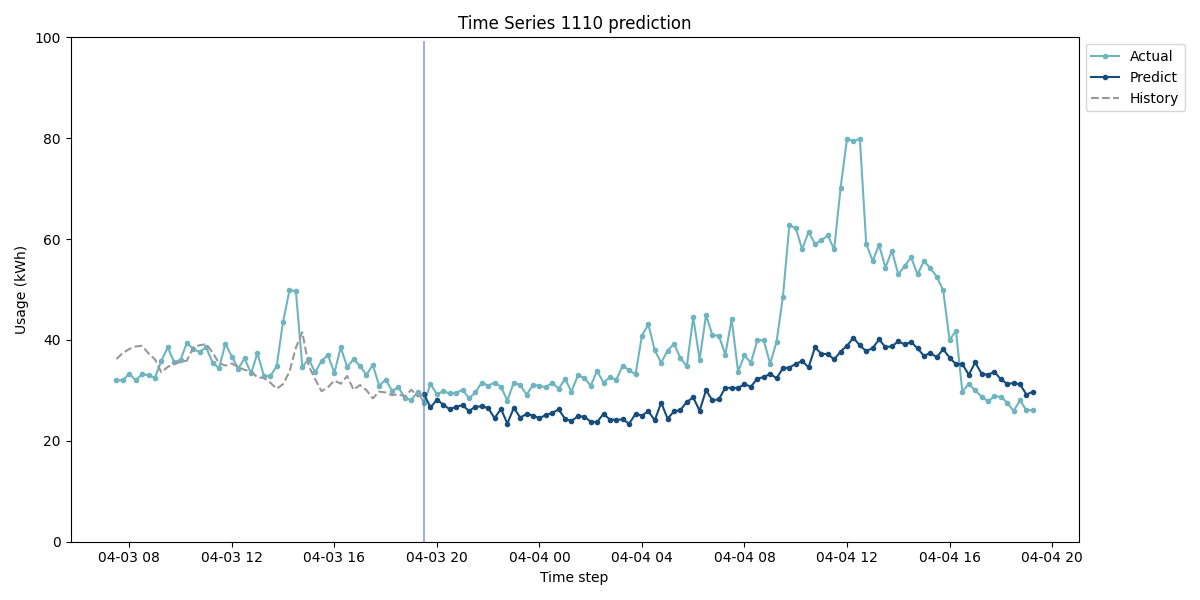 Time Series 1110 prediction
Usage (kWh)
100
80
60
40
20
0
04-03 08
04-03 12
04-03 16
04-03 20
04-04 00
04-04 04
04-04 08
04-04 12
04-04 16
04-04 20
Time step
Actual
Predict
History